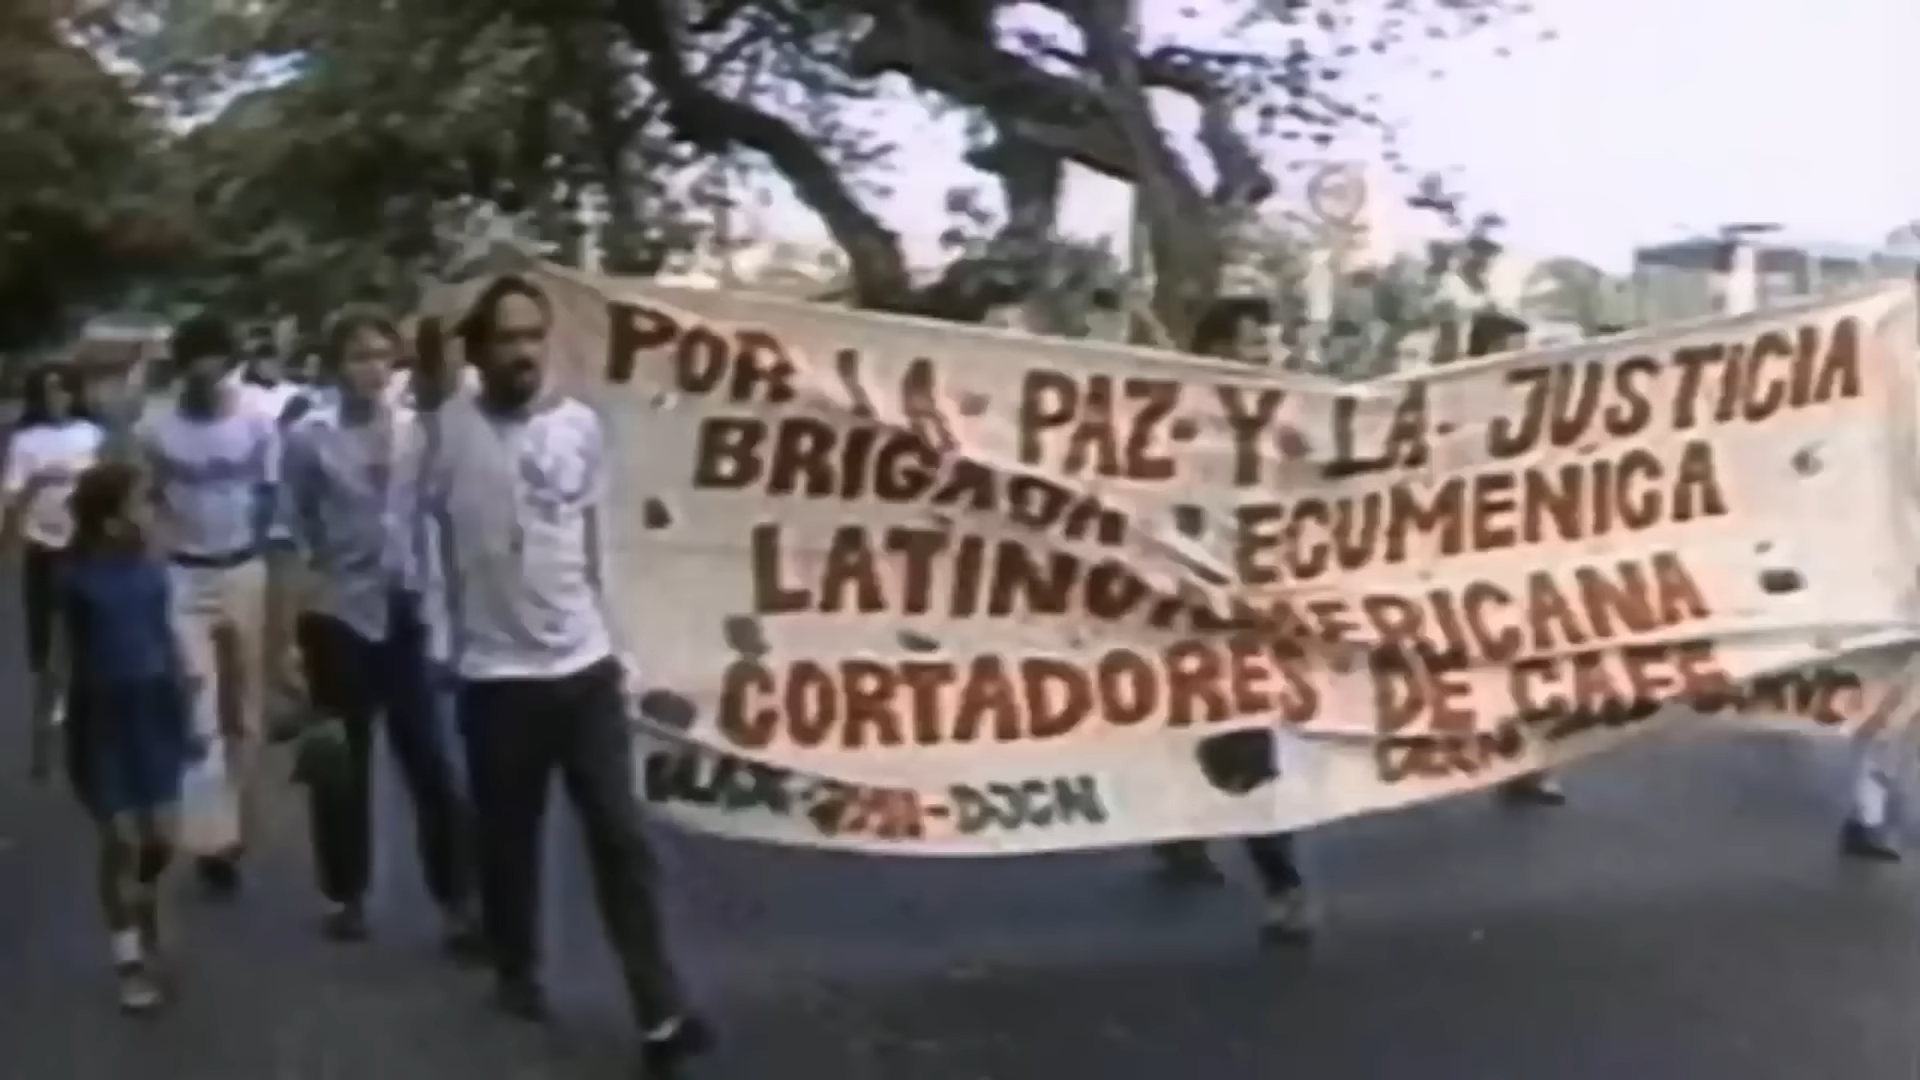 POR LA PAZ Y LA JUSTICIA
BRIGADA ECUMENICA
LATINOAMERICANA
CORTADORES DE CAFE